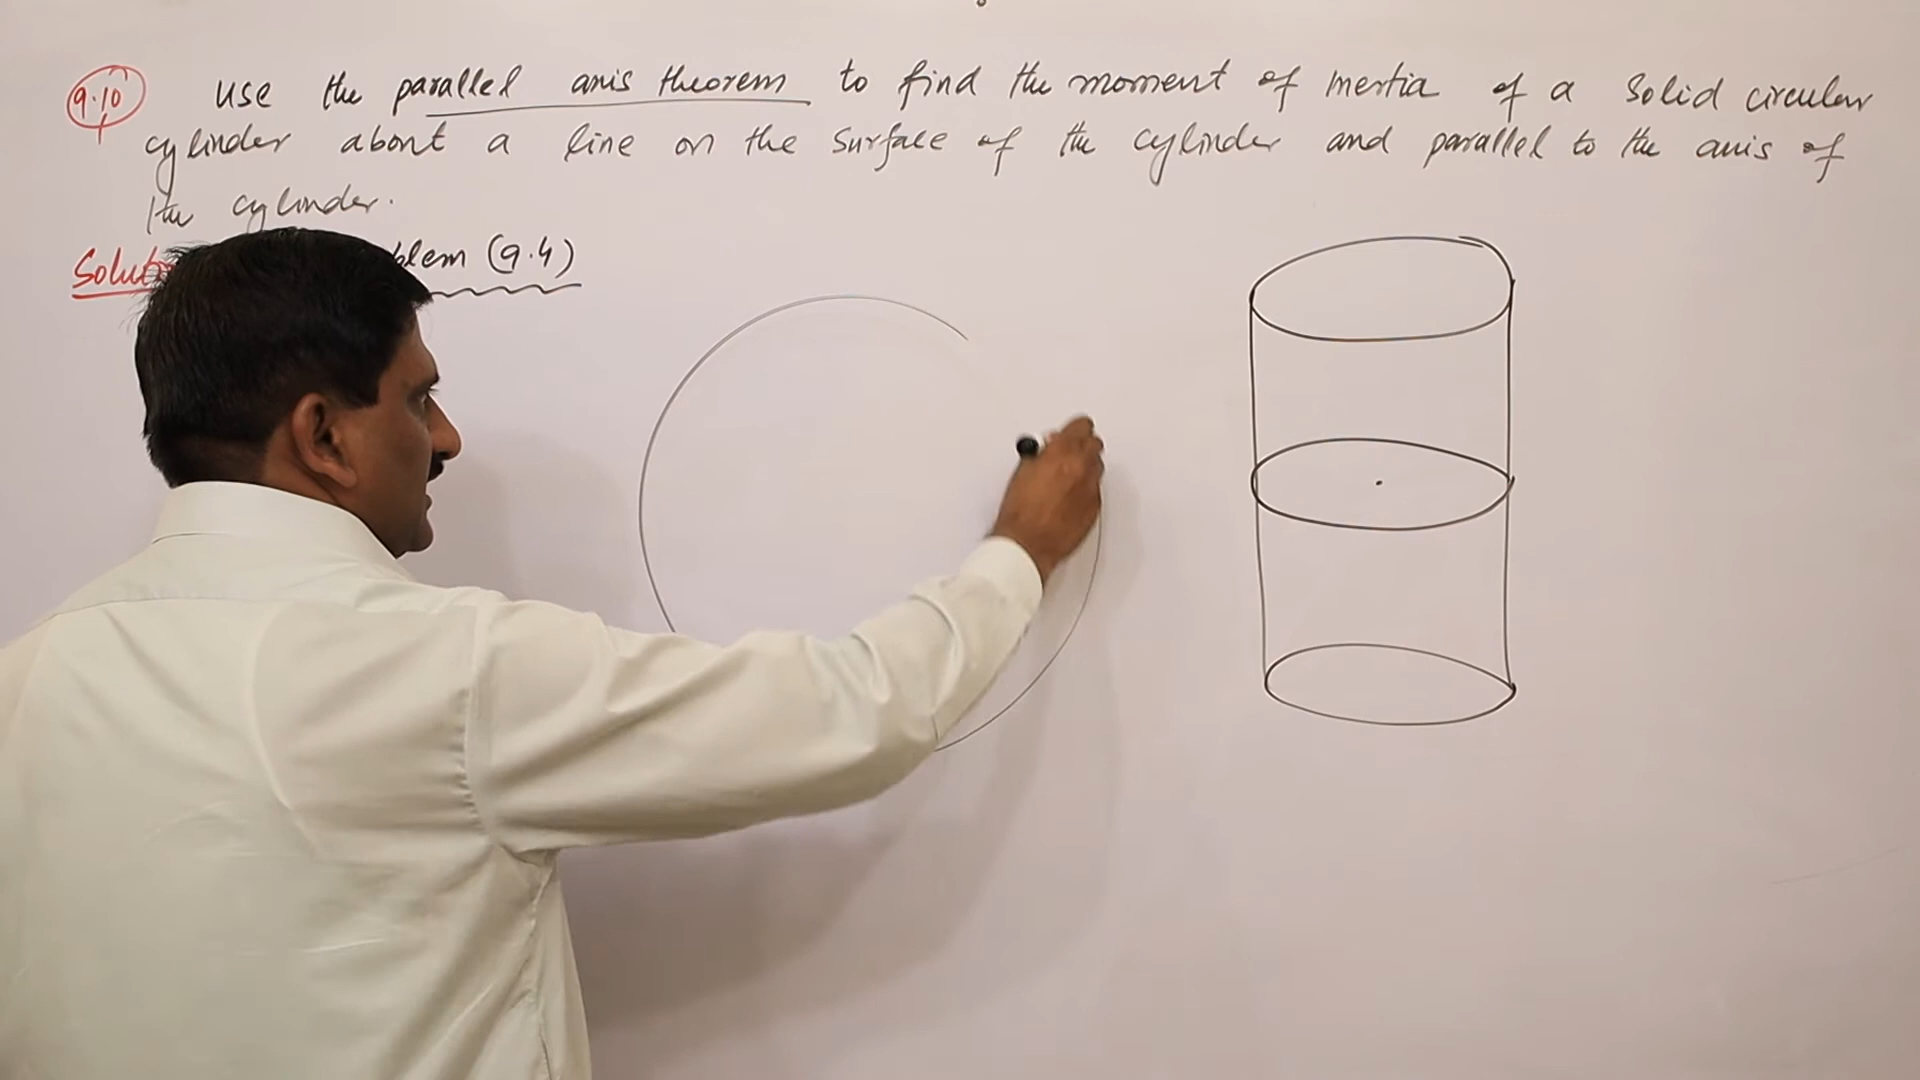 9.10 Use the parallel axis theorem to find the moment of inertia of a solid circular
cylinder about a line on the surface of the cylinder and parallel to the axis of
the cylinder.
(9.4)